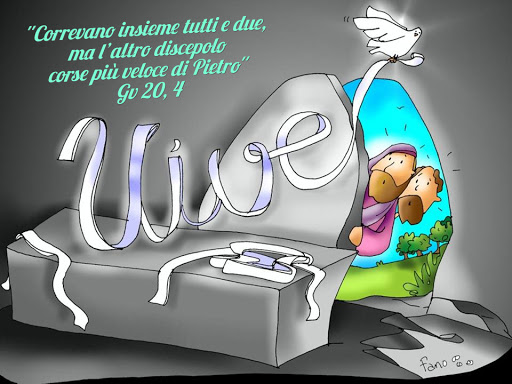 "Correvano insieme tutti e due,
ma l'altro discepolo
corse più veloce di Pietro"
Gv 20, 4
Vive
fano